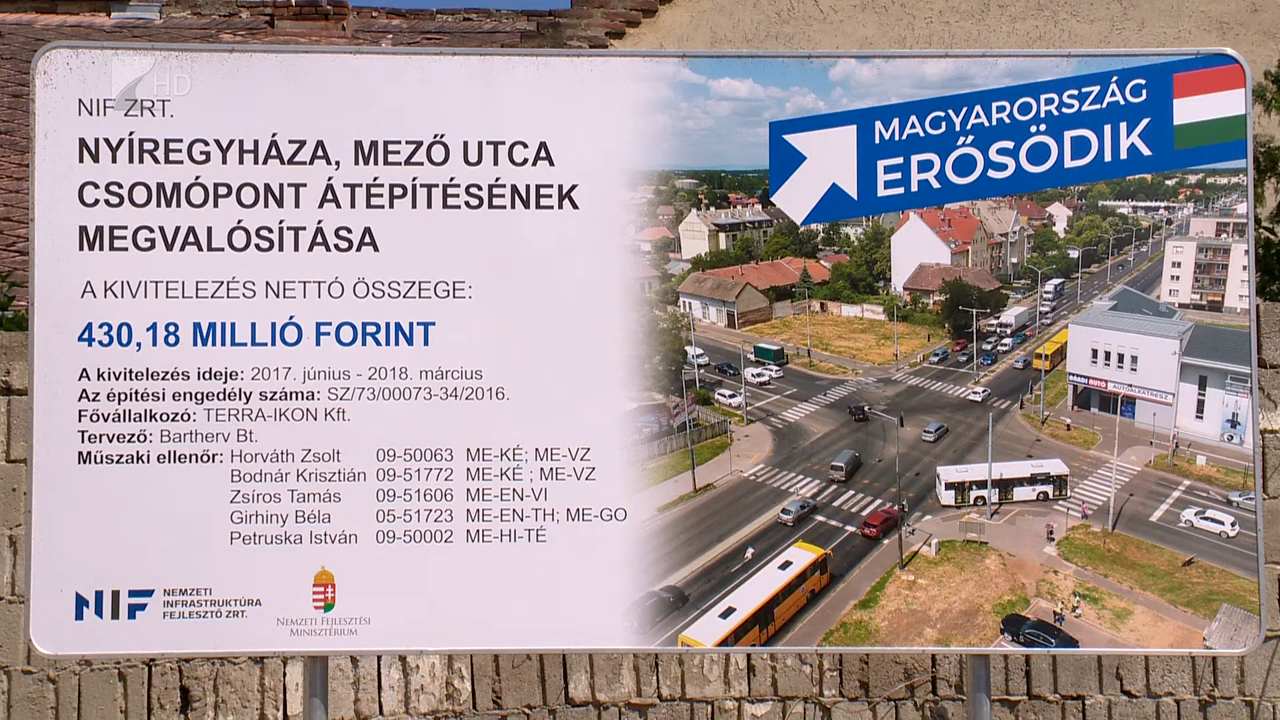 7 HD
NIF ZRT.
NYÍREGYHÁZA, MEZŐ UTCA
CSOMÓPONT ÁTÉPÍTÉSÉNEK
MEGVALÓSÍTÁSA
A KIVITELEZÉS NETTÓ ÖSSZEGE:
430,18 MILLIÓ FORINT
A kivitelezés ideje: 2017. június - 2018. március
Az építési engedély száma: SZ/73/00073-34/2016.
Fővállalkozó: TERRA-IKON Kft.
Tervező: Bartherv Bt.
Műszaki ellenőr: Horváth Zsolt 09-50063 ME-KÉ; ME-VZ
Bodnár Krisztián 09-51772 ME-KÉ ; ME-VZ
Zsíros Tamás 09-51606 ME-EN-VI
Girhiny Béla 05-51723 ME-EN-TH; ME-GO
Petruska István 09-50002 ME-HI-TÉ
NIF NEMZETI
INFRASTRUKTÚRA
FEJLESZTŐ ZRT.
NEMZETI FEJLESZTÉSI
MINISZTÉRIUM
MAGYARORSZÁG
ERŐSÖDIK
BÁRDI AUTÓ AUTÓALKATRÉSZ